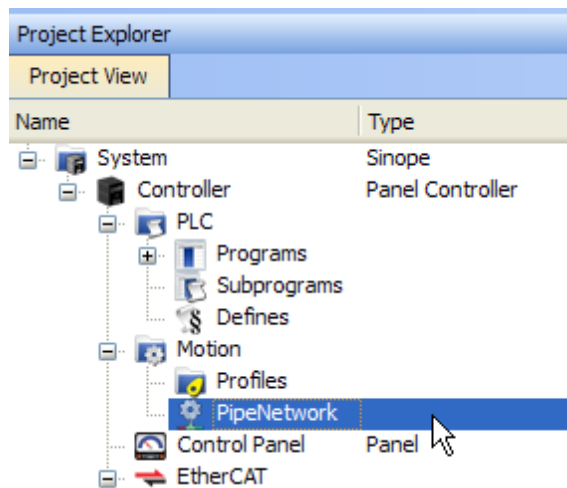 Project Explorer
Project View
Name Type
System Sinope
Controller Panel Controller
PLC
Programs
Subprograms
Defines
Motion
Profiles
PipeNetwork
Control Panel Panel
EtherCAT